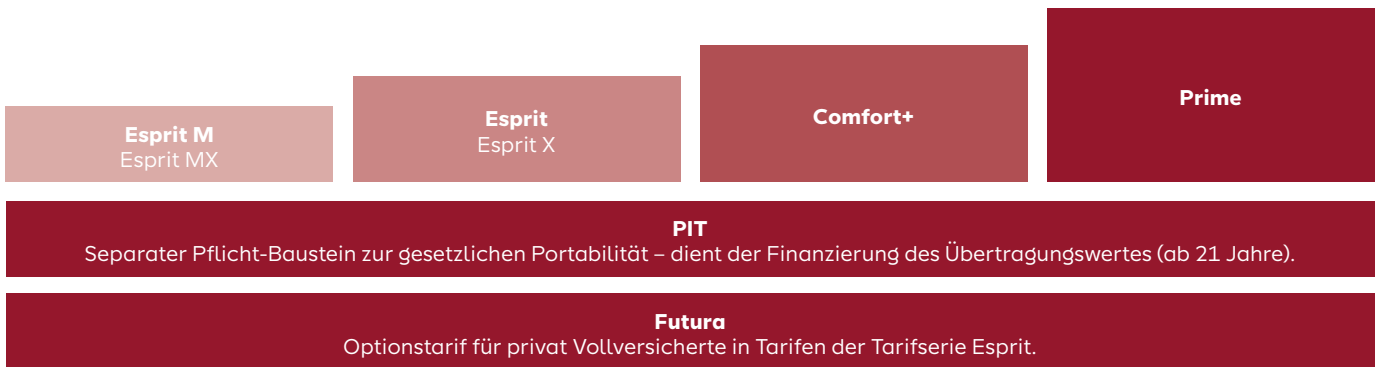 Esprit M
Esprit MX
Esprit
Esprit X
Comfort+
Prime
PIT
Separater Pflicht-Baustein zur gesetzlichen Portabilität – dient der Finanzierung des Übertragungswertes (ab 21 Jahre).
Futura
Optionstarif für privat Vollversicherte in Tarifen der Tarifserie Esprit.